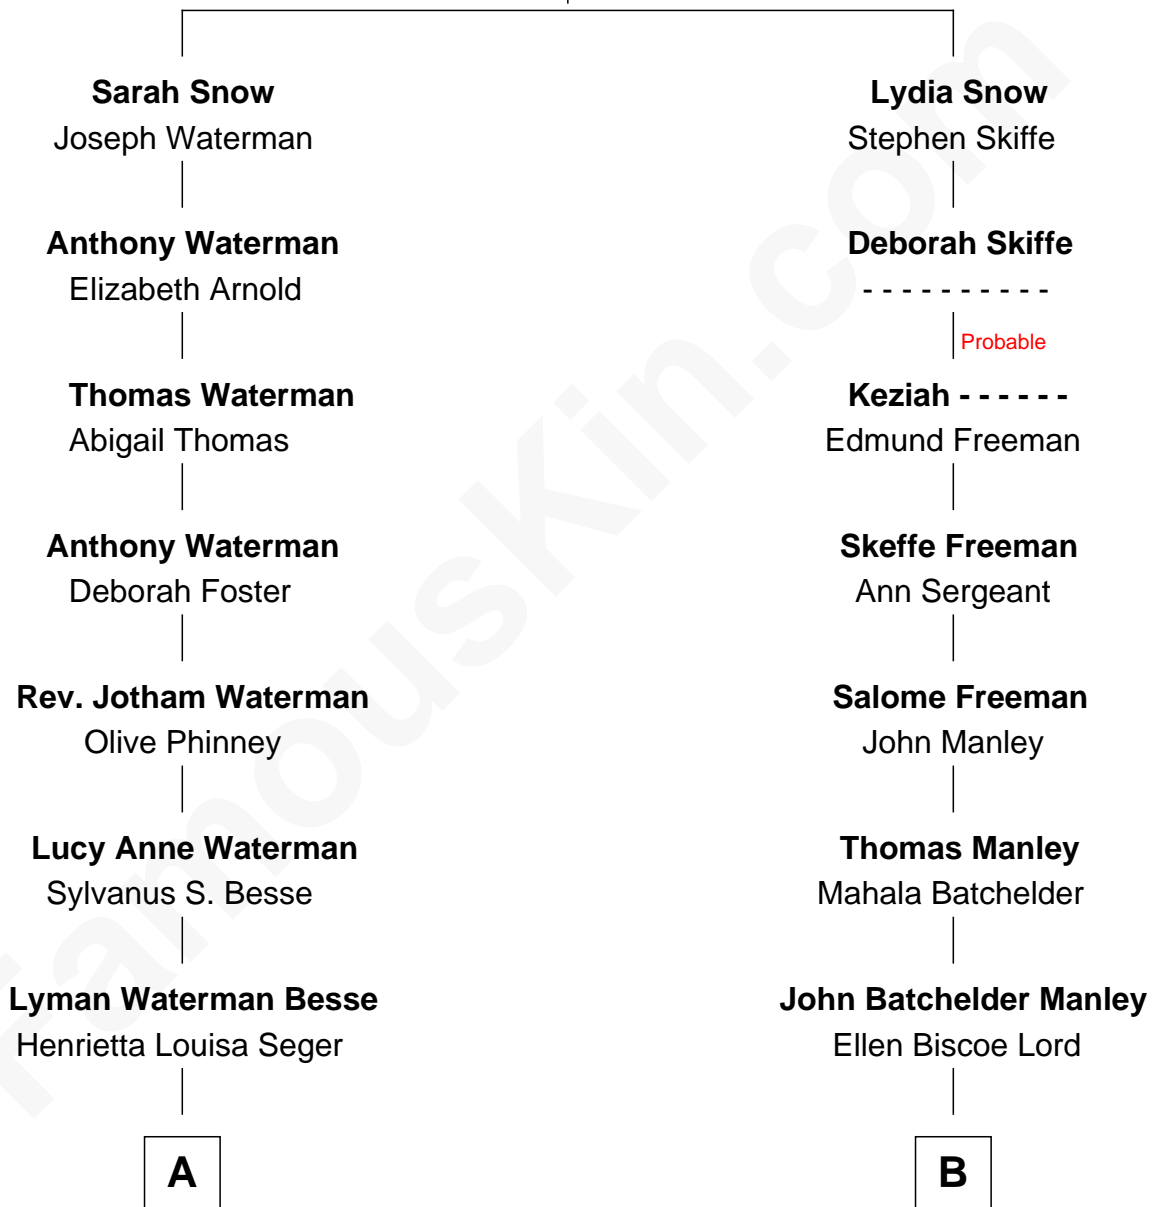 Sarah Snow
Joseph Waterman
Anthony Waterman
Elizabeth Arnold
Thomas Waterman
Abigail Thomas
Anthony Waterman
Deborah Foster
Rev. Jotham Waterman
Olive Phinney
Lucy Anne Waterman
Sylvanus S. Besse
Lyman Waterman Besse
Henrietta Louisa Seger
A
Lydia Snow
Stephen Skiffe
Deborah Skiffe
- - - - - - - - - -
Probable
Keziah - - - - - -
Edmund Freeman
Skeffe Freeman
Ann Sergeant
Salome Freeman
John Manley
Thomas Manley
Mahala Batchelder
John Batchelder Manley
Ellen Biscoe Lord
B
FamousKin.com